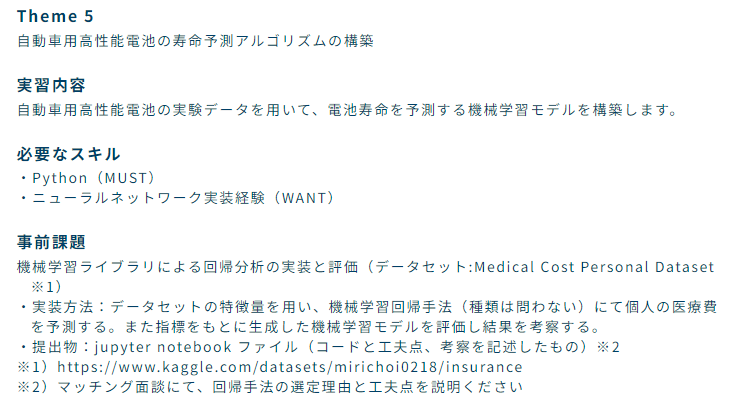 Theme 5
自動車用高性能電池の寿命予測アルゴリズムの構築
実習内容
自動車用高性能電池の実験データを用いて、電池寿命を予測する機械学習モデルを構築します。
必要なスキル
・Python（MUST）
・ニューラルネットワーク実装経験（WANT）
事前課題
機械学習ライブラリによる回帰分析の実装と評価（データセット:Medical Cost Personal Dataset
※1）
・実装方法：データセットの特徴量を用い、機械学習回帰手法（種類は問わない）にて個人の医療費
を予測する。また指標をもとに生成した機械学習モデルを評価し結果を考察する。
・提出物：jupyter notebook ファイル（コードと工夫点、考察を記述したもの）※2
※1）https://www.kaggle.com/datasets/mirichoi0218/insurance
※2）マッチング面談にて、回帰手法の選定理由と工夫点を説明ください